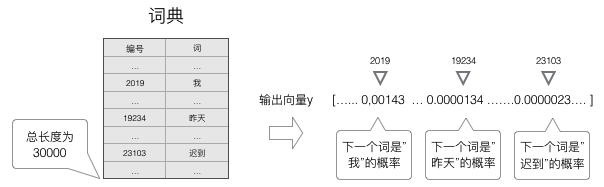 词典
编号 词
... ...
2019 我
... ...
19234 昨天
... ...
23103 迟到
... ...
总长度为
30000
2019 19234 23103
输出向量y [...... 0,00143 ... 0.0000134 .......0.0000023.... ]
下一个词是"
我"的概率
下一个词是"
昨天"的概率
下一个词是"
迟到"的概率